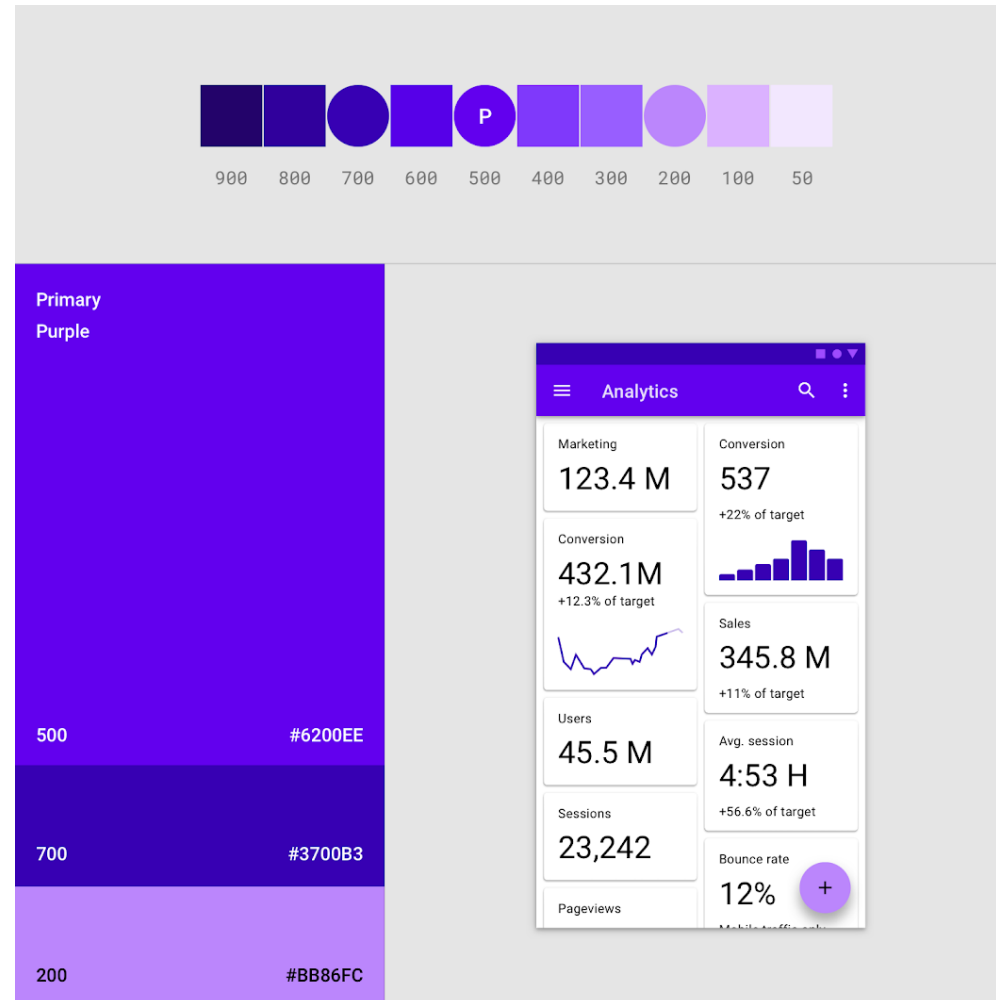 P
900 800 700 600 500 400 300 200 100 50
Primary
Purple
500 #6200EE
700 #3700B3
200 #BB86FC
Analytics
Marketing
123.4 M
Conversion
432.1M
+12.3% of target
Users
45.5 M
Sessions
23,242
Pageviews
Conversion
537
+22% of target
Sales
345.8 M
+11% of target
Avg. session
4:53 H
+56.6% of target
Bounce rate
12%
+
Mobile traffic only